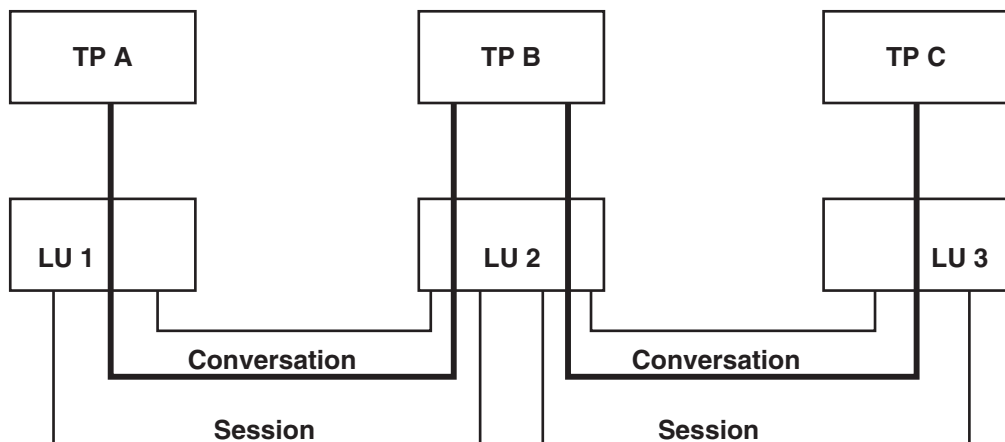 TP A
TP B
TP C
LU 1
LU 2
LU 3
Conversation
Conversation
Session
Session